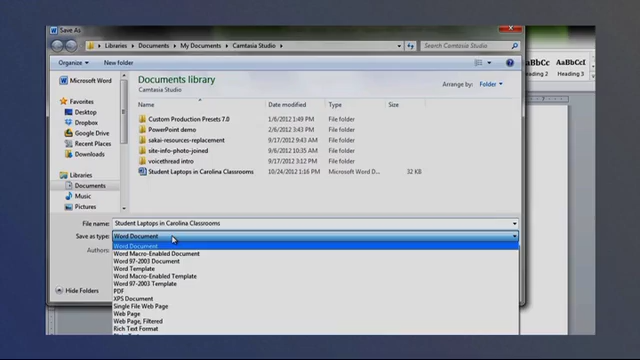 Save As
Libraries ▸ Documents ▸ My Documents ▸ Camtasia Studio
Search Camtasia Studio
Organize New folder
Microsoft Word
Favorites
Desktop
Dropbox
Google Drive
Recent Places
Downloads
Libraries
Documents
Music
Pictures
Documents library
Camtasia Studio
Arrange by: Folder
Name Date modified Type Size
Custom Production Presets 7.0 1/6/2012 1:49 PM File folder
PowerPoint demo 4/6/2012 1:13 PM File folder
sakai-resources-replacement 9/17/2012 9:43 AM File folder
site-info-photo-joined 9/6/2012 10:35 AM File folder
voicethread intro 9/17/2012 3:12 PM File folder
Student Laptops in Carolina Classrooms 10/24/2012 1:16 PM Microsoft Word D... 32 KB
File name: Student Laptops in Carolina Classrooms
Save as type: Word Document
Authors:
Word Document
Word Macro-Enabled Document
Word 97-2003 Document
Word Template
Word Macro-Enabled Template
Word 97-2003 Template
PDF
XPS Document
Single File Web Page
Web Page
Web Page, Filtered
Rich Text Format
Hide Folders
AaBbCc AaBbCcI
Heading 2 Heading 3